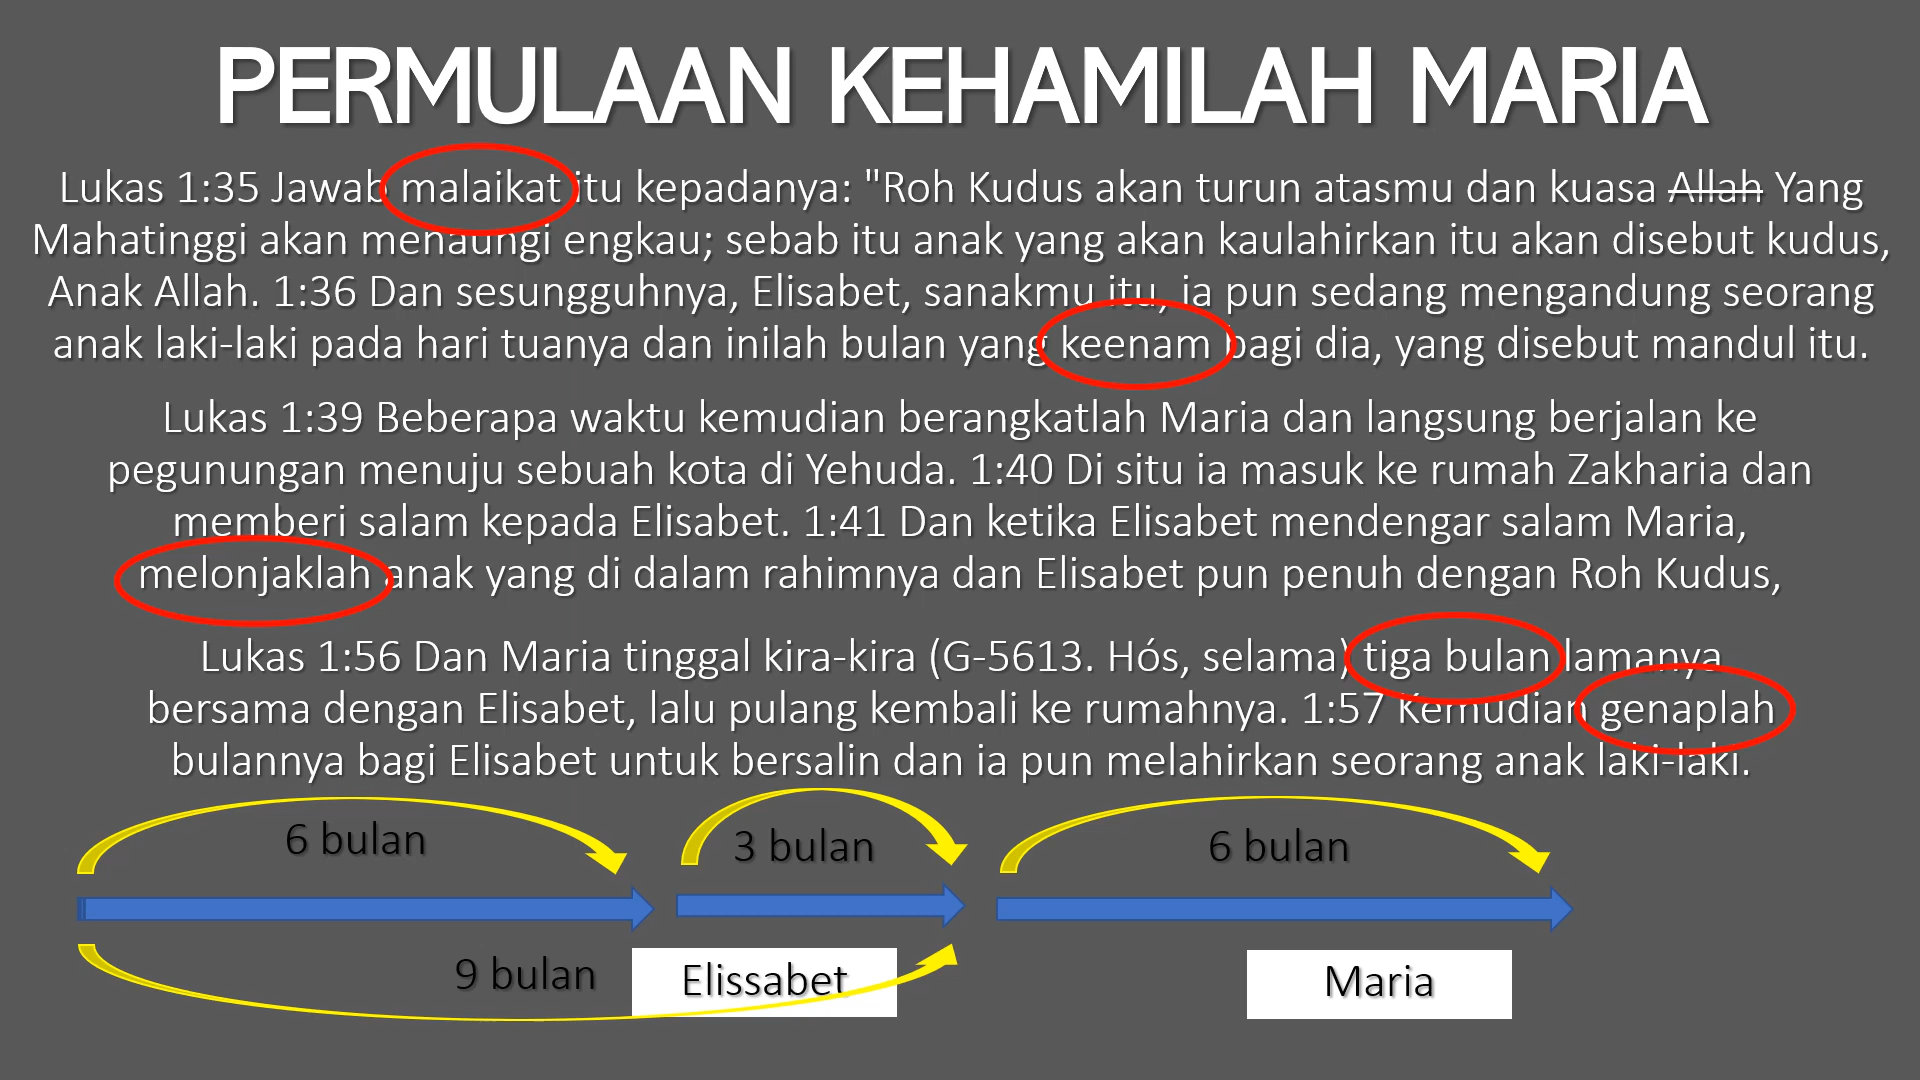 PERMULAAN KEHAMILAH MARIA
Lukas 1:35 Jawab malaikat itu kepadanya: "Roh Kudus akan turun atasmu dan kuasa Allah Yang
Mahatinggi akan menaungi engkau; sebab itu anak yang akan kaulahirkan itu akan disebut kudus,
Anak Allah. 1:36 Dan sesungguhnya, Elisabet, sanakmu itu, ia pun sedang mengandung seorang
anak laki-laki pada hari tuanya dan inilah bulan yang keenam bagi dia, yang disebut mandul itu.
Lukas 1:39 Beberapa waktu kemudian berangkatlah Maria dan langsung berjalan ke
pegunungan menuju sebuah kota di Yehuda. 1:40 Di situ ia masuk ke rumah Zakharia dan
memberi salam kepada Elisabet. 1:41 Dan ketika Elisabet mendengar salam Maria,
melonjaklah anak yang di dalam rahimnya dan Elisabet pun penuh dengan Roh Kudus,
Lukas 1:56 Dan Maria tinggal kira-kira (G-5613. Hós, selama) tiga bulan lamanya
bersama dengan Elisabet, lalu pulang kembali ke rumahnya. 1:57 Kemudian genaplah
bulannya bagi Elisabet untuk bersalin dan ia pun melahirkan seorang anak laki-laki.
6 bulan
3 bulan
6 bulan
9 bulan
Elissabet
Maria